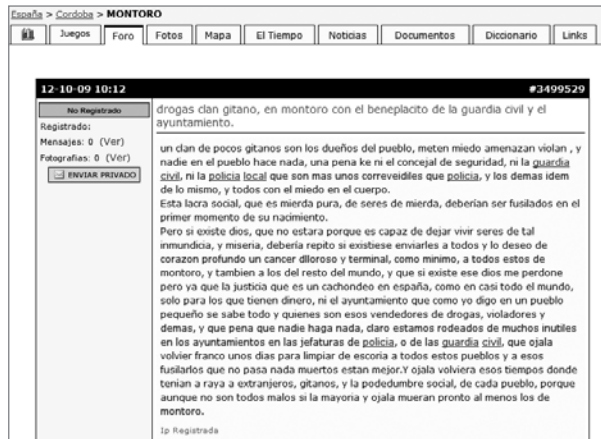 España > Cordoba > MONTORO
Juegos Foro Fotos Mapa El Tiempo Noticias Documentos Diccionario Links
12-10-09 10:12 #3499529
No Registrado
Registrado:
Mensajes: 0 (Ver)
Fotografias: 0 (Ver)
ENVIAR PRIVADO
drogas clan gitano, en montoro con el beneplacito de la guardia civil y el
ayuntamiento.
un clan de pocos gitanos son los dueños del pueblo, meten miedo amenazan violan , y
nadie en el pueblo hace nada, una pena ke ni el concejal de seguridad, ni la guardia
civil, ni la policia local que son mas unos correveidiles que policia, y los demas idem
de lo mismo, y todos con el miedo en el cuerpo.
Esta lacra social, que es mierda pura, de seres de mierda, deberían ser fusilados en el
primer momento de su nacimiento.
Pero si existe dios, que no estara porque es capaz de dejar vivir seres de tal
inmundicia, y miseria, debería repito si existiese enviarles a todos y lo deseo de
corazon profundo un cancer dlloroso y terminal, como minimo, a todos estos de
montoro, y tambien a los del resto del mundo, y que si existe ese dios me perdone
pero ya que la justicia que es un cachondeo en españa, como en casi todo el mundo,
solo para los que tienen dinero, ni el ayuntamiento que como yo digo en un pueblo
pequeño se sabe todo y quienes son esos vendedores de drogas, violadores y
demas, y que pena que nadie haga nada, claro estamos rodeados de muchos inutiles
en los ayuntamientos en las jefaturas de policia, o de las guardia civil, que ojala
volvier franco unos dias para limpiar de escoria a todos estos pueblos y a esos
fusilarlos que no pasa nada muertos estan mejor.Y ojala volviera esos tiempos donde
tenian a raya a extranjeros, gitanos, y la podedumbre social, de cada pueblo, porque
aunque no son todos malos si la mayoria y ojala mueran pronto al menos los de
montoro.
Ip Registrada